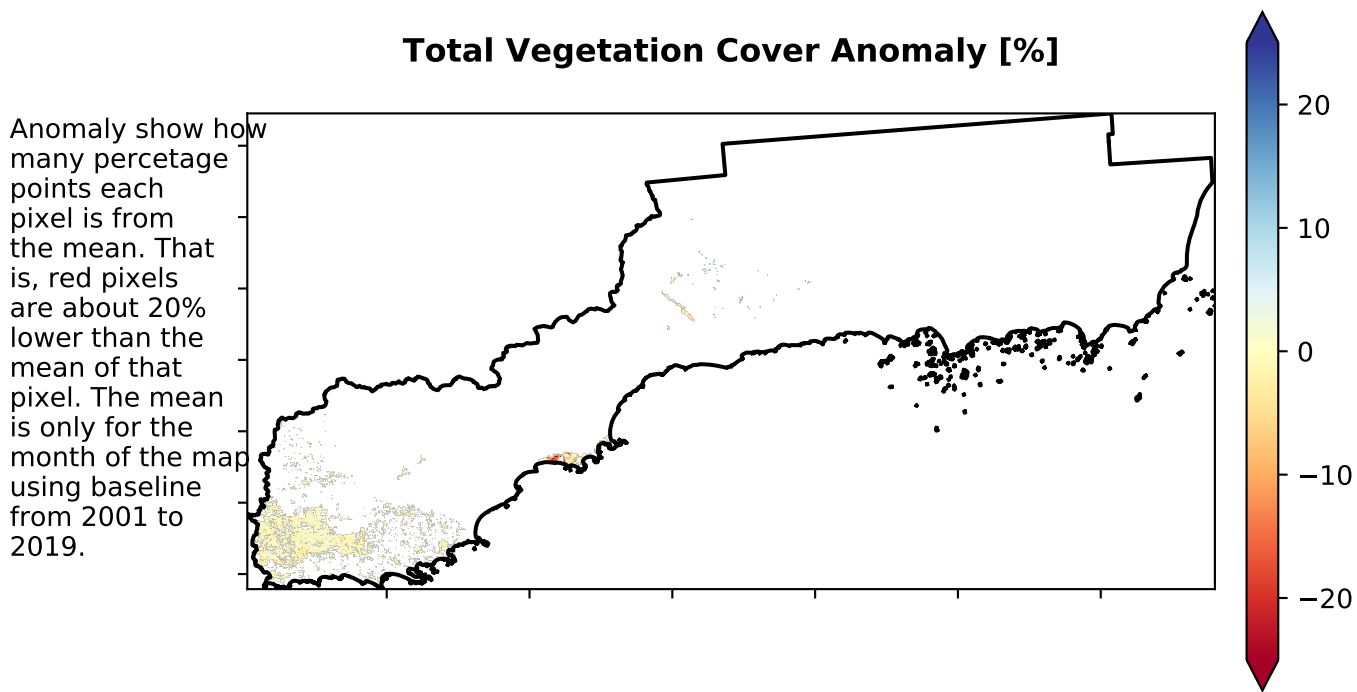 Total Vegetation Cover Anomaly [%]
Anomaly show how
many percetage
points each
pixel is from
the mean. That
is, red pixels
are about 20%
lower than the
mean of that
pixel. The mean
is only for the
month of the map
using baseline
from 2001 to
2019.
20
10
0
−10
−20